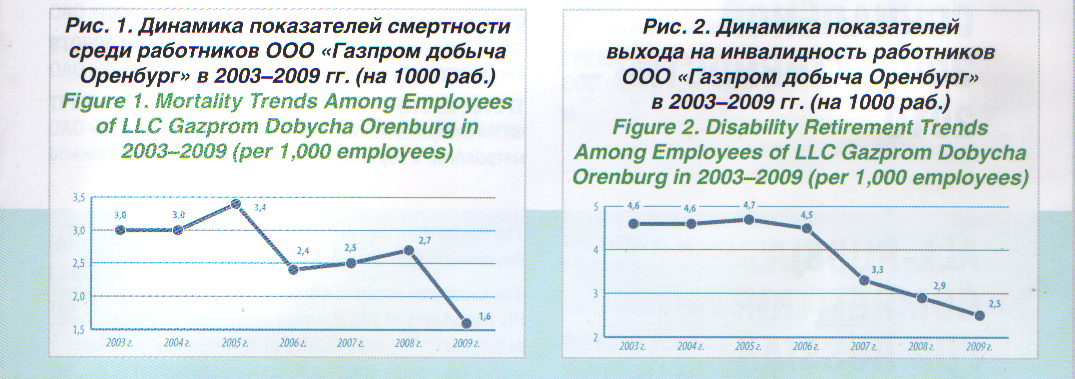 Рис. 1. Динамика показателей смертности
среди работников ООО «Газпром добыча
Оренбург» в 2003–2009 гг. (на 1000 раб.)
Figure 1. Mortality Trends Among Employees
of LLC Gazprom Dobycha Orenburg in
2003–2009 (per 1,000 employees)
3,5
3,0
2,5
2,0
1,5
3,0
3,0
3,4
2,4
2,5
2,7
1,6
2003 г.
2004 г.
2005 г.
2006 г.
2007 г.
2008 г.
2009 г.
Рис. 2. Динамика показателей
выхода на инвалидность работников
ООО «Газпром добыча Оренбург»
в 2003–2009 гг. (на 1000 раб.)
Figure 2. Disability Retirement Trends
Among Employees of LLC Gazprom Dobycha
Orenburg in 2003–2009 (per 1,000 employees)
5
4
3
2
4,6
4,6
4,7
4,5
3,3
2,9
2,5
2003 г.
2004 г.
2005 г.
2006 г.
2007 г.
2008 г.
2009 г.